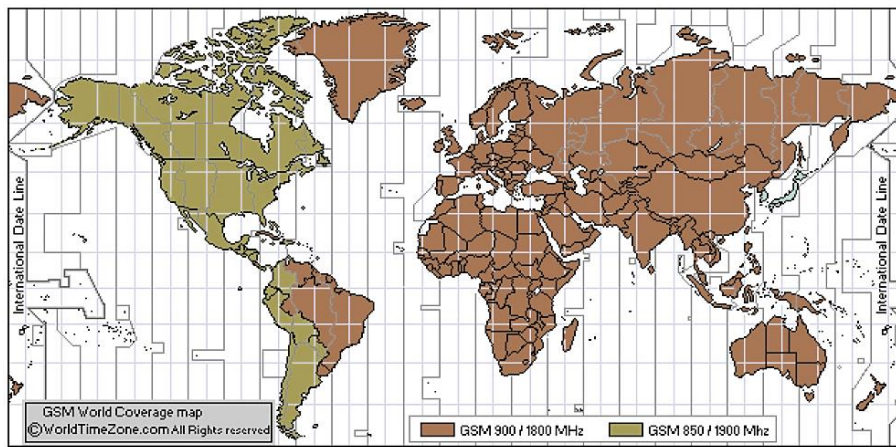 International Date Line
International Date Line
GSM World Coverage map
©WorldTimeZone.com All Rights reserved
GSM 900 / 1800 MHz
GSM 850 / 1900 Mhz